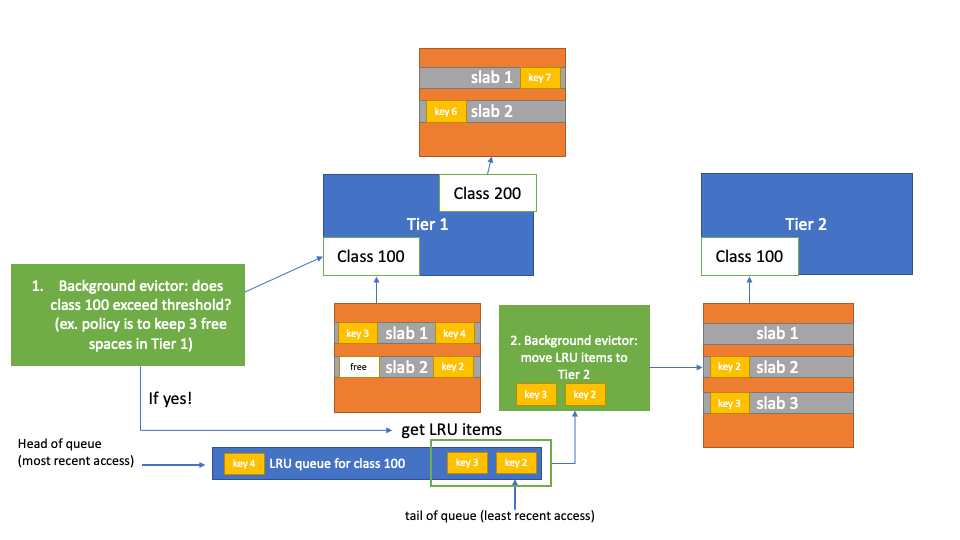 slab 1
key 7
key 6
slab 2
Class 200
Tier 1
Class 100
Tier 2
Class 100
1. Background evictor: does
class 100 exceed threshold?
(ex. policy is to keep 3 free
spaces in Tier 1)
key 3
slab 1
key 4
free
slab 2
key 2
2. Background evictor:
move LRU items to
Tier 2
key 3
key 2
slab 1
key 2
slab 2
key 3
slab 3
If yes!
get LRU items
Head of queue
(most recent access)
key 4
LRU queue for class 100
key 3
key 2
tail of queue (least recent access)